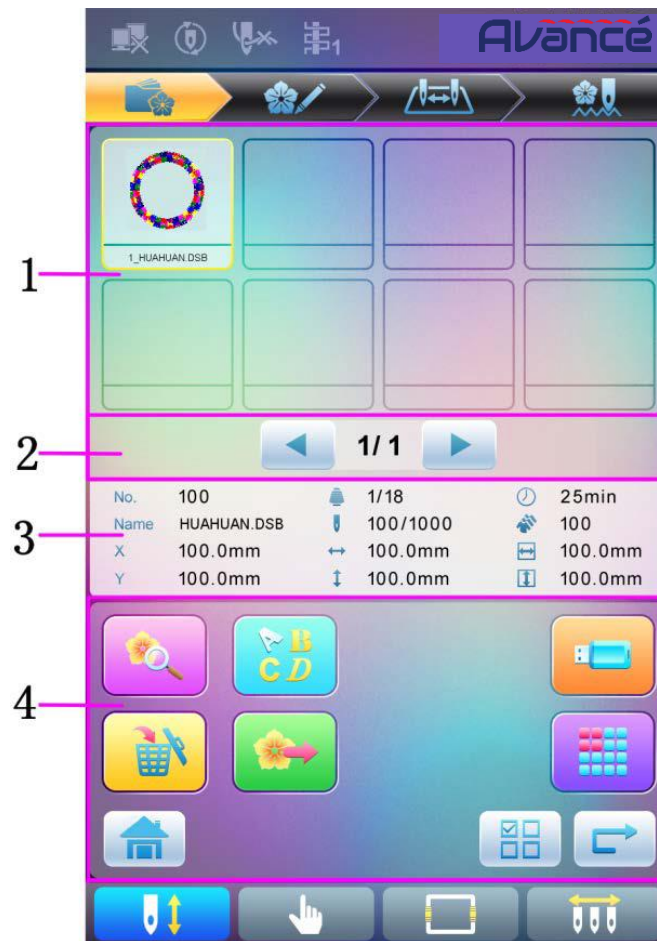 1
Avancé
1_HUAHUAN.DSB
1
2
1/1
3
No. 100 1/18 25min
Name HUAHUAN.DSB 100/1000 100
X 100.0mm 100.0mm 100.0mm
Y 100.0mm 100.0mm 100.0mm
4
A B
C D